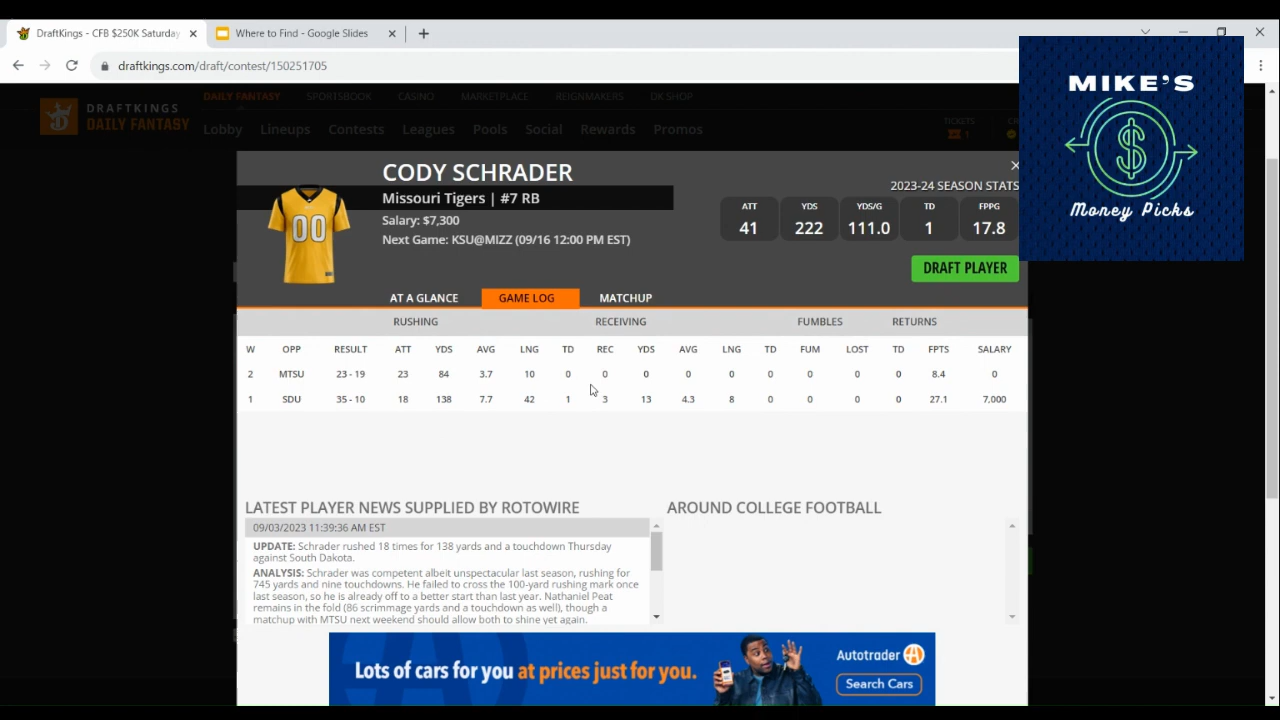 DraftKings - CFB $250K Saturday
Where to Find - Google Slides
draftkings.com/draft/contest/150251705
MIKE'S
$
Money Picks
DRAFTKINGS
DAILY FANTASY
DAILY FANTASY SPORTSBOOK CASINO MARKETPLACE REIGNMAKERS DK SHOP
Lobby Lineups Contests Leagues Pools Social Rewards Promos
TICKETS
1
CODY SCHRADER
Missouri Tigers | #7 RB
Salary: $7,300
Next Game: KSU@MIZZ (09/16 12:00 PM EST)
00
2023-24 SEASON STATS
ATT YDS YDS/G TD FPPG
41 222 111.0 1 17.8
DRAFT PLAYER
AT A GLANCE GAME LOG MATCHUP
RUSHING RECEIVING FUMBLES RETURNS
W OPP RESULT ATT YDS AVG LNG TD REC YDS AVG LNG TD FUM LOST TD FPTS SALARY
2 MTSU 23 - 19 23 84 3.7 10 0 0 0 0 0 0 0 0 0 8.4 0
1 SDU 35 - 10 18 138 7.7 42 1 3 13 4.3 8 0 0 0 0 27.1 7,000
LATEST PLAYER NEWS SUPPLIED BY ROTOWIRE
09/03/2023 11:39:36 AM EST
UPDATE: Schrader rushed 18 times for 138 yards and a touchdown Thursday
against South Dakota.
ANALYSIS: Schrader was competent albeit unspectacular last season, rushing for
745 yards and nine touchdowns. He failed to cross the 100-yard rushing mark once
last season, so he is already off to a better start than last year. Nathaniel Peat
remains in the fold (86 scrimmage yards and a touchdown as well), though a
matchup with MTSU next weekend should allow both to shine yet again.
AROUND COLLEGE FOOTBALL
Lots of cars for you at prices just for you.
Autotrader
Search Cars